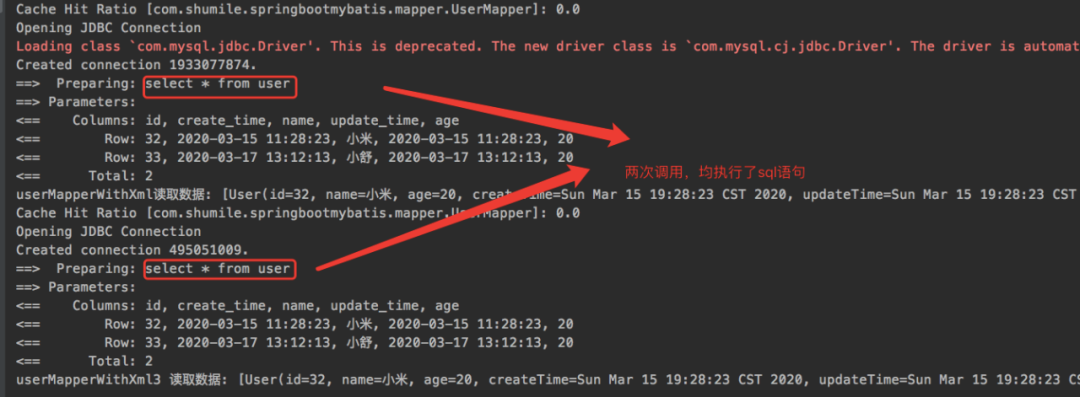 Cache Hit Ratio [com.shumile.springbootmybatis.mapper.UserMapper]: 0.0
Opening JDBC Connection
Loading class `com.mysql.jdbc.Driver'. This is deprecated. The new driver class is `com.mysql.cj.jdbc.Driver'. The driver is automat
Created connection 1933077874.
==>  Preparing: select * from user
==> Parameters:
<==    Columns: id, create_time, name, update_time, age
<==        Row: 32, 2020-03-15 11:28:23, 小米, 2020-03-15 11:28:23, 20
<==        Row: 33, 2020-03-17 13:12:13, 小舒, 2020-03-17 13:12:13, 20
两次调用，均执行了sql语句
<==      Total: 2
userMapperWithXml读取数据: [User(id=32, name=小米, age=20, createTime=Sun Mar 15 19:28:23 CST 2020, updateTime=Sun Mar 15 19:28:23 CST
Cache Hit Ratio [com.shumile.springbootmybatis.mapper.UserMapper]: 0.0
Opening JDBC Connection
Created connection 495051009.
==>  Preparing: select * from user
==> Parameters:
<==    Columns: id, create_time, name, update_time, age
<==        Row: 32, 2020-03-15 11:28:23, 小米, 2020-03-15 11:28:23, 20
<==        Row: 33, 2020-03-17 13:12:13, 小舒, 2020-03-17 13:12:13, 20
<==      Total: 2
userMapperWithXml3 读取数据: [User(id=32, name=小米, age=20, createTime=Sun Mar 15 19:28:23 CST 2020, updateTime=Sun Mar 15 19:28:23 CS